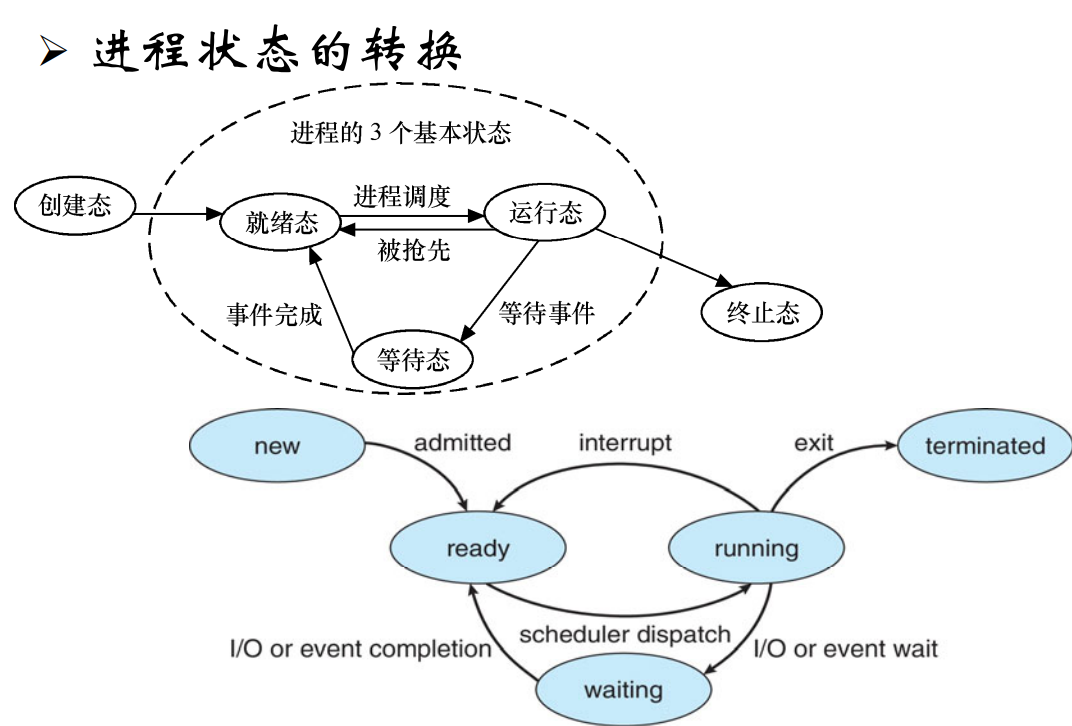 ➢ 进程状态的转换
进程的3个基本状态
创建态
就绪态
进程调度
被抢先
运行态
事件完成
等待事件
等待态
终止态
new
admitted
interrupt
exit
terminated
ready
running
scheduler dispatch
I/O or event completion
I/O or event wait
waiting